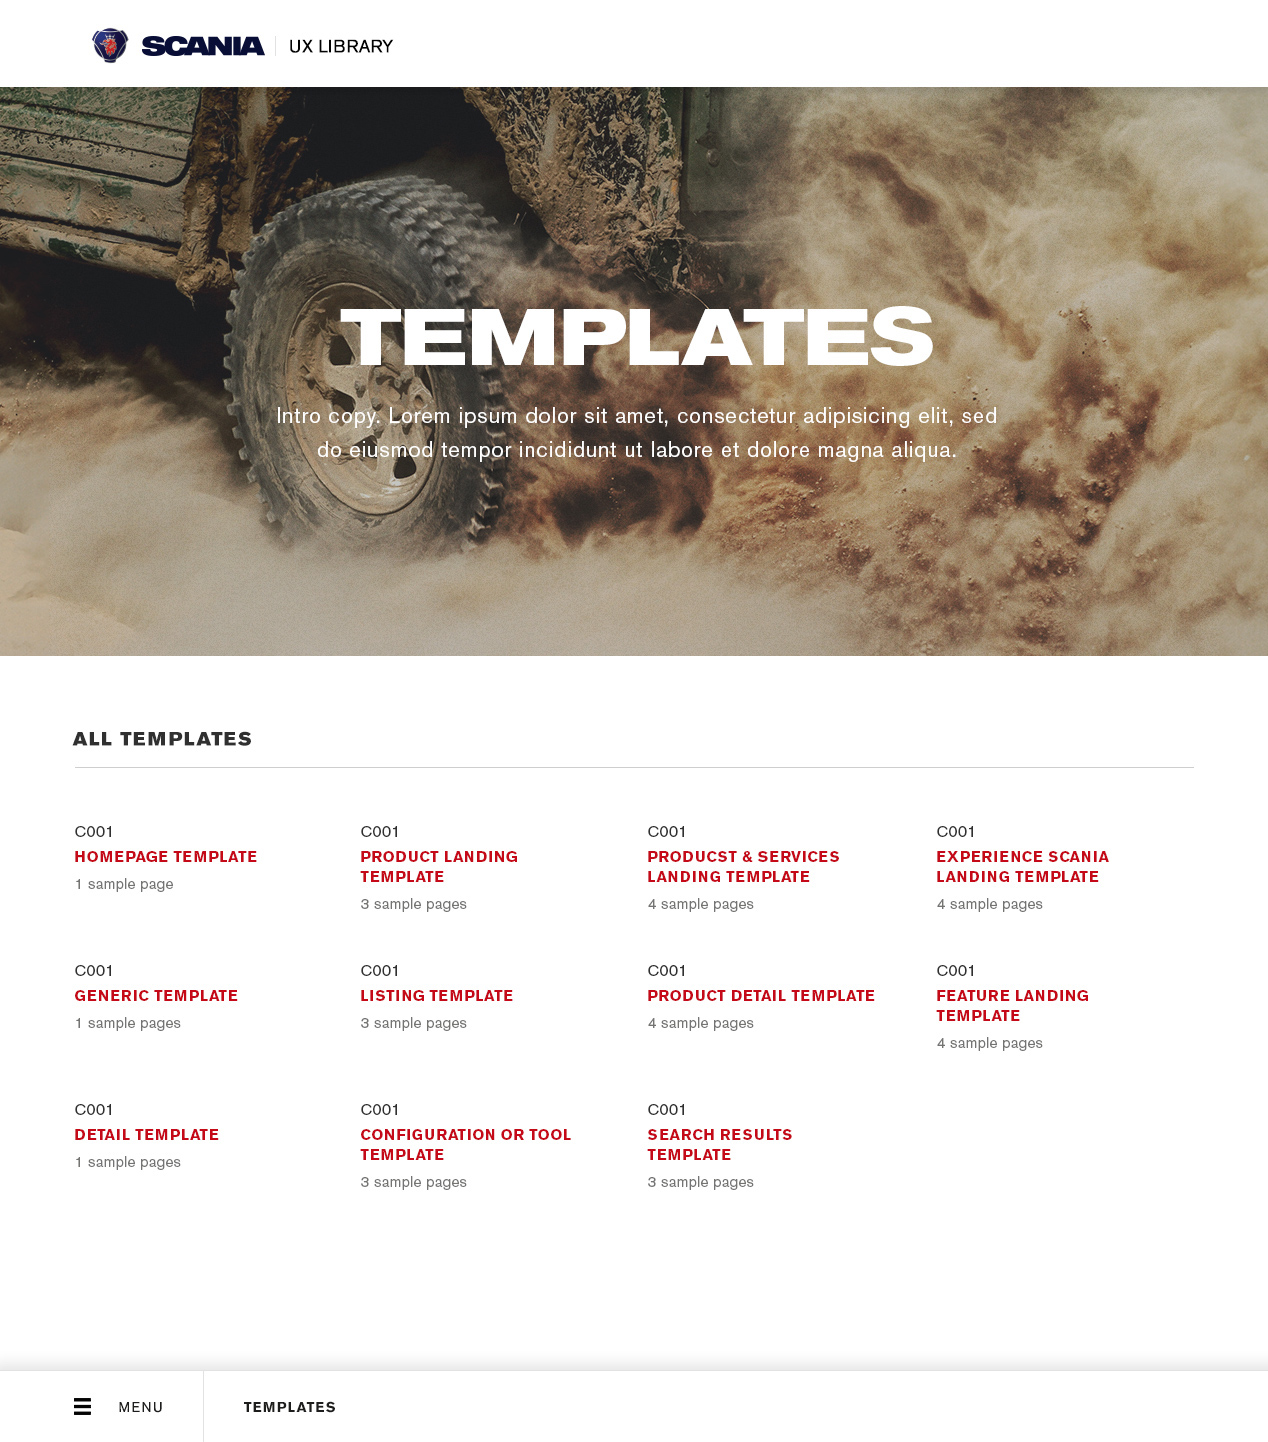 SCANIA UX LIBRARY
TEMPLATES
Intro copy. Lorem ipsum dolor sit amet, consectetur adipisicing elit, sed
do eiusmod tempor incididunt ut labore et dolore magna aliqua.
ALL TEMPLATES
C001
HOMEPAGE TEMPLATE
1 sample page
C001
PRODUCT LANDING
TEMPLATE
3 sample pages
C001
PRODUCST & SERVICES
LANDING TEMPLATE
4 sample pages
C001
EXPERIENCE SCANIA
LANDING TEMPLATE
4 sample pages
C001
GENERIC TEMPLATE
1 sample pages
C001
LISTING TEMPLATE
3 sample pages
C001
PRODUCT DETAIL TEMPLATE
4 sample pages
C001
FEATURE LANDING
TEMPLATE
4 sample pages
C001
DETAIL TEMPLATE
1 sample pages
C001
CONFIGURATION OR TOOL
TEMPLATE
3 sample pages
C001
SEARCH RESULTS
TEMPLATE
3 sample pages
MENU
TEMPLATES